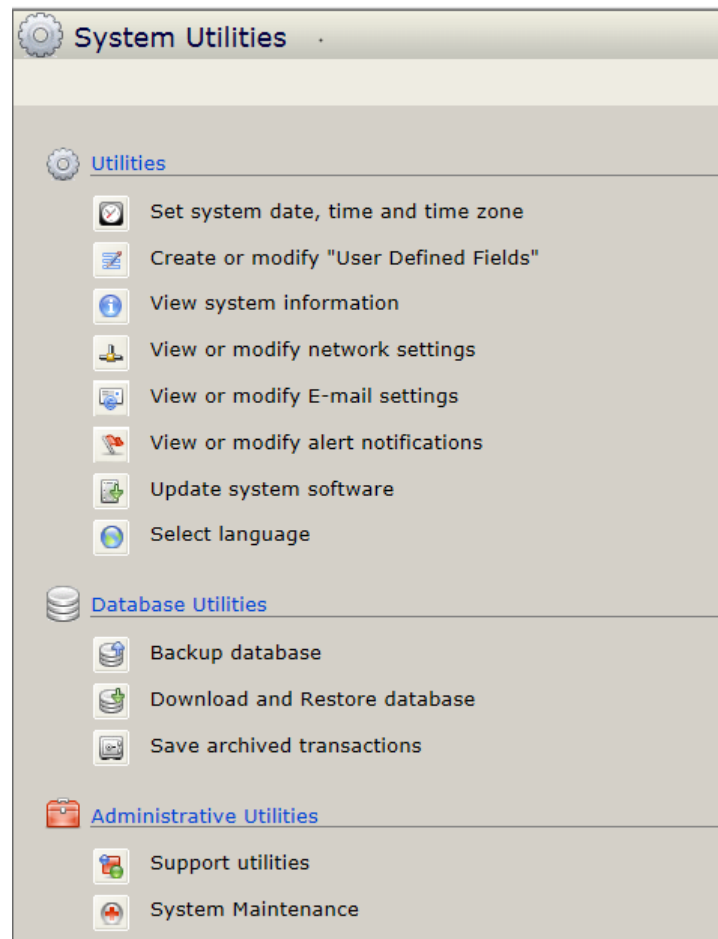 System Utilities
Utilities
Set system date, time and time zone
Create or modify "User Defined Fields"
View system information
View or modify network settings
View or modify E-mail settings
View or modify alert notifications
Update system software
Select language
Database Utilities
Backup database
Download and Restore database
Save archived transactions
Administrative Utilities
Support utilities
System Maintenance